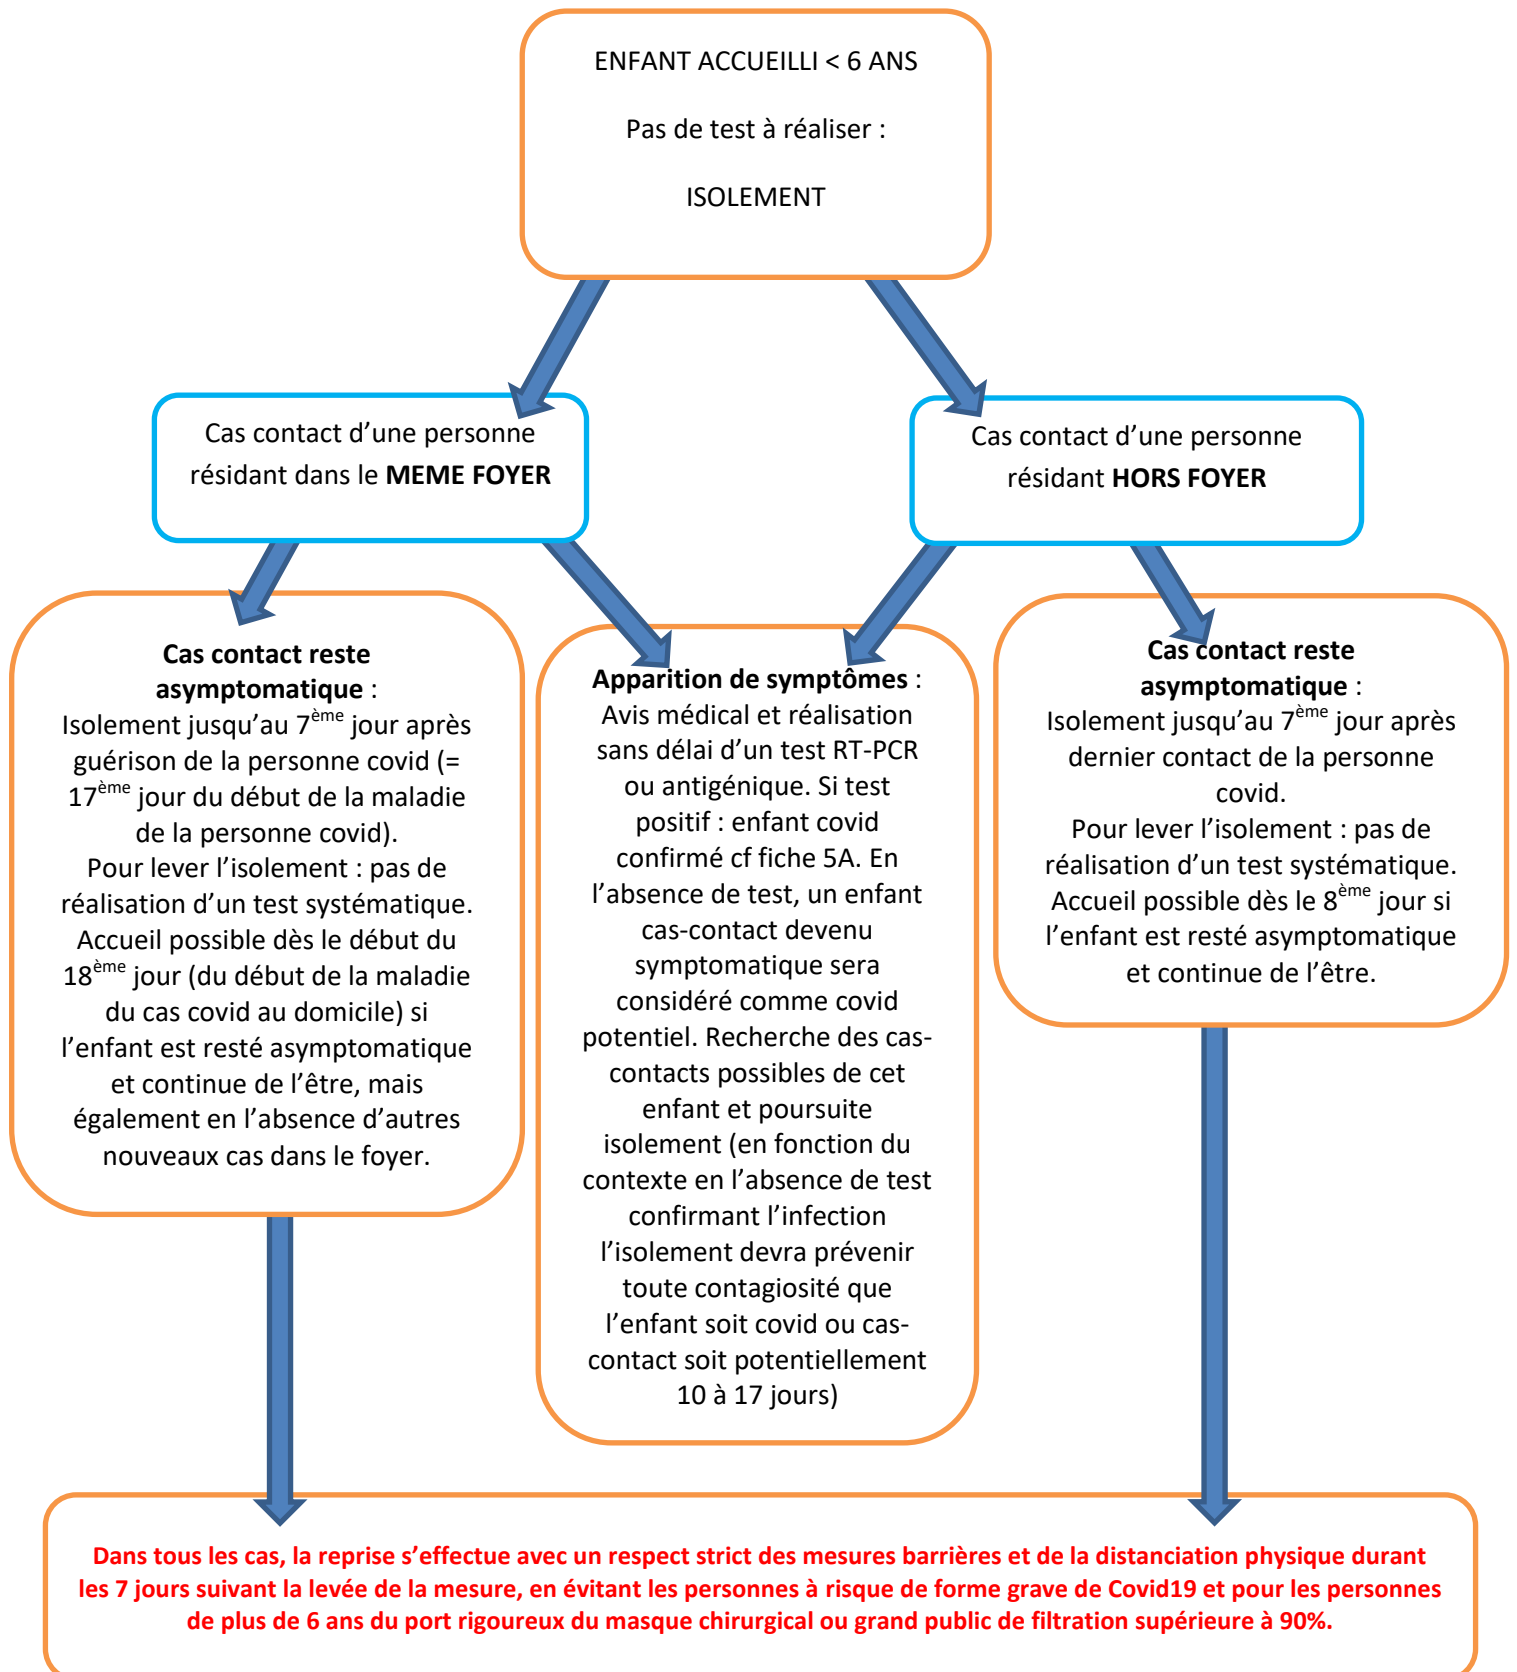 ENFANT ACCUEILLI < 6 ANS
Pas de test à réaliser :
ISOLEMENT
Cas contact d’une personne
résidant dans le MEME FOYER
Cas contact d’une personne
résidant HORS FOYER
Cas contact reste
asymptomatique :
Isolement jusqu’au 7ème jour après
guérison de la personne covid (=
17ème jour du début de la maladie
de la personne covid).
Pour lever l’isolement : pas de
réalisation d’un test systématique.
Accueil possible dès le début du
18ème jour (du début de la maladie
du cas covid au domicile) si
l’enfant est resté asymptomatique
et continue de l’être, mais
également en l’absence d’autres
nouveaux cas dans le foyer.
Apparition de symptômes :
Avis médical et réalisation
sans délai d’un test RT-PCR
ou antigénique. Si test
positif : enfant covid
confirmé cf fiche 5A. En
l’absence de test, un enfant
cas-contact devenu
symptomatique sera
considéré comme covid
potentiel. Recherche des cas-
contacts possibles de cet
enfant et poursuite
isolement (en fonction du
contexte en l’absence de test
confirmant l’infection
l’isolement devra prévenir
toute contagiosité que
l’enfant soit covid ou cas-
contact soit potentiellement
10 à 17 jours)
Cas contact reste
asymptomatique :
Isolement jusqu’au 7ème jour après
dernier contact de la personne
covid.
Pour lever l’isolement : pas de
réalisation d’un test systématique.
Accueil possible dès le 8ème jour si
l’enfant est resté asymptomatique
et continue de l’être.
Dans tous les cas, la reprise s’effectue avec un respect strict des mesures barrières et de la distanciation physique durant
les 7 jours suivant la levée de la mesure, en évitant les personnes à risque de forme grave de Covid19 et pour les personnes
de plus de 6 ans du port rigoureux du masque chirurgical ou grand public de filtration supérieure à 90%.